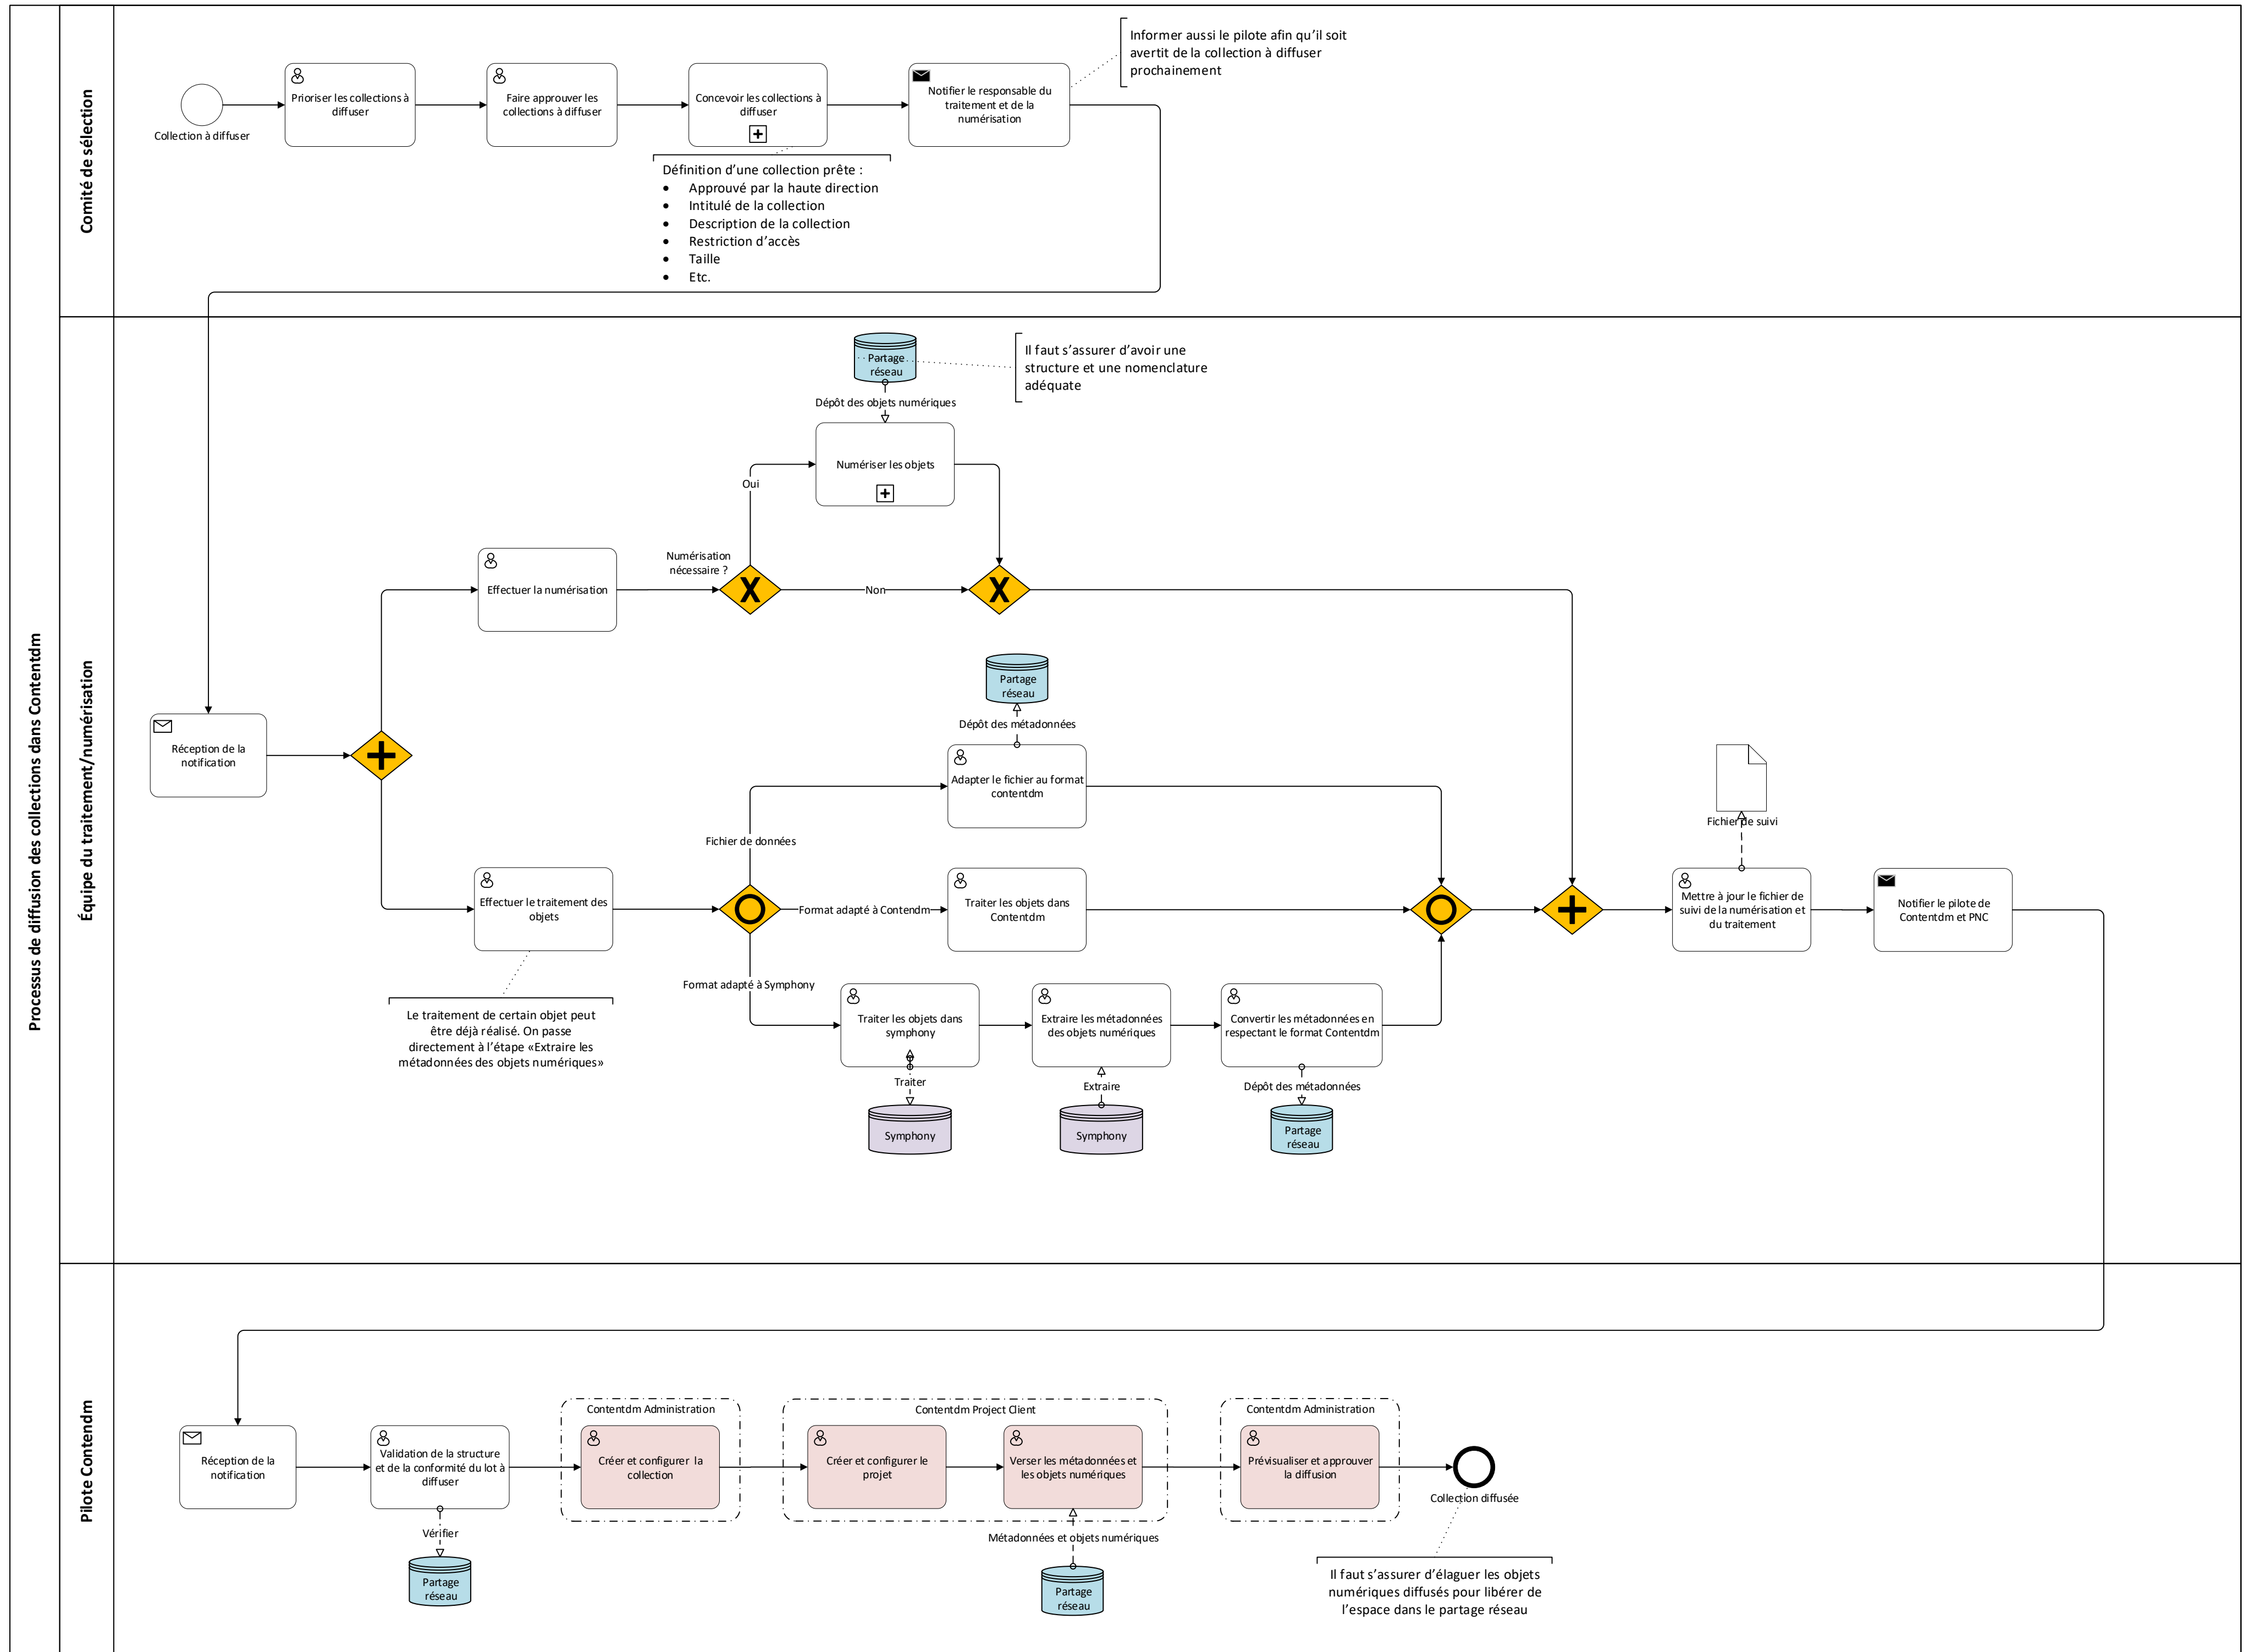 Processus de diffusion des collections dans Contentdm
Comité de sélection
Collection à diffuser
Prioriser les collections à
diffuser
Faire approuver les
collections à diffuser
Concevoir les collections à
diffuser
Notifier le responsable du
traitement et de la
numérisation
Informer aussi le pilote afin qu’il soit
avertit de la collection à diffuser
prochainement
Définition d’une collection prête :
• Approuvé par la haute direction
• Intitulé de la collection
• Description de la collection
• Restriction d’accès
• Taille
• Etc.
Équipe du traitement/numérisation
Partage
réseau
Il faut s’assurer d’avoir une
structure et une nomenclature
adéquate
Dépôt des objets numériques
Numériser les objets
Oui
Numérisation
nécessaire ?
Effectuer la numérisation
X
Non
X
Partage
réseau
Dépôt des métadonnées
Réception de la
notification
Adapter le fichier au format
contentdm
Fichier de suivi
Fichier de données
Effectuer le traitement des
objets
Format adapté à Contendm
Traiter les objets dans
Contentdm
Mettre à jour le fichier de
suivi de la numérisation et
du traitement
Notifier le pilote de
Contentdm et PNC
Format adapté à Symphony
Le traitement de certain objet peut
être déjà réalisé. On passe
directement à l’étape «Extraire les
métadonnées des objets numériques»
Traiter les objets dans
symphony
Extraire les métadonnées
des objets numériques
Convertir les métadonnées en
respectant le format Contentdm
Traiter
Extraire
Dépôt des métadonnées
Symphony
Symphony
Partage
réseau
Pilote Contendm
Réception de la
notification
Validation de la structure
et de la conformité du lot à
diffuser
Vérifier
Partage
réseau
Contentdm Administration
Créer et configurer la
collection
Contentdm Project Client
Créer et configurer le
projet
Verser les métadonnées et
les objets numériques
Métadonnées et objets numériques
Partage
réseau
Contentdm Administration
Prévisualiser et approuver
la diffusion
Collection diffusée
Il faut s’assurer d’élaguer les objets
numériques diffusés pour libérer de
l’espace dans le partage réseau